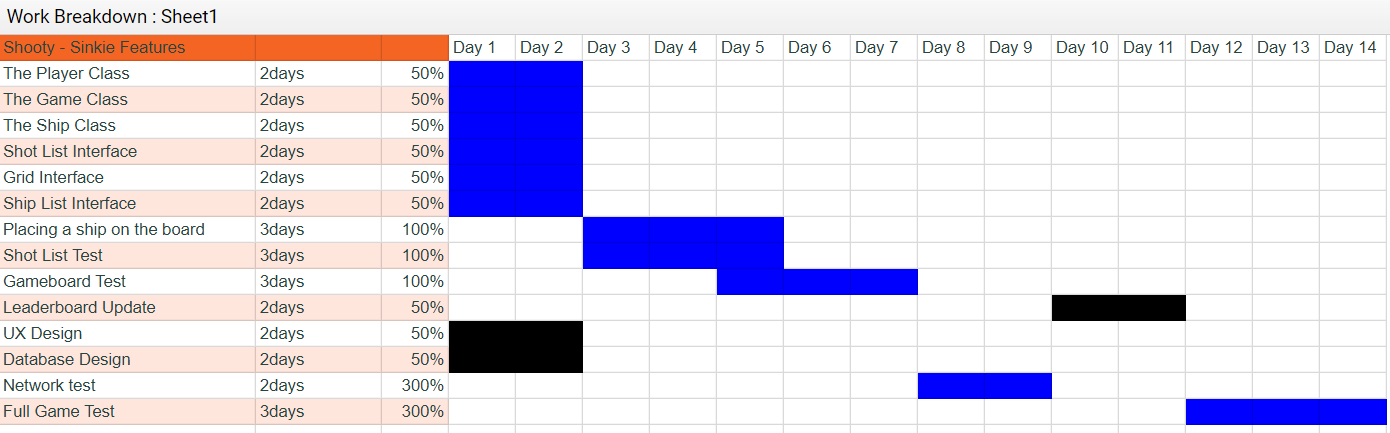 Work Breakdown : Sheet1
Shooty - Sinkie Features Day 1 Day 2 Day 3 Day 4 Day 5 Day 6 Day 7 Day 8 Day 9 Day 10 Day 11 Day 12 Day 13 Day 14
The Player Class 2days 50%
The Game Class 2days 50%
The Ship Class 2days 50%
Shot List Interface 2days 50%
Grid Interface 2days 50%
Ship List Interface 2days 50%
Placing a ship on the board 3days 100%
Shot List Test 3days 100%
Gameboard Test 3days 100%
Leaderboard Update 2days 50%
UX Design 2days 50%
Database Design 2days 50%
Network test 2days 300%
Full Game Test 3days 300%